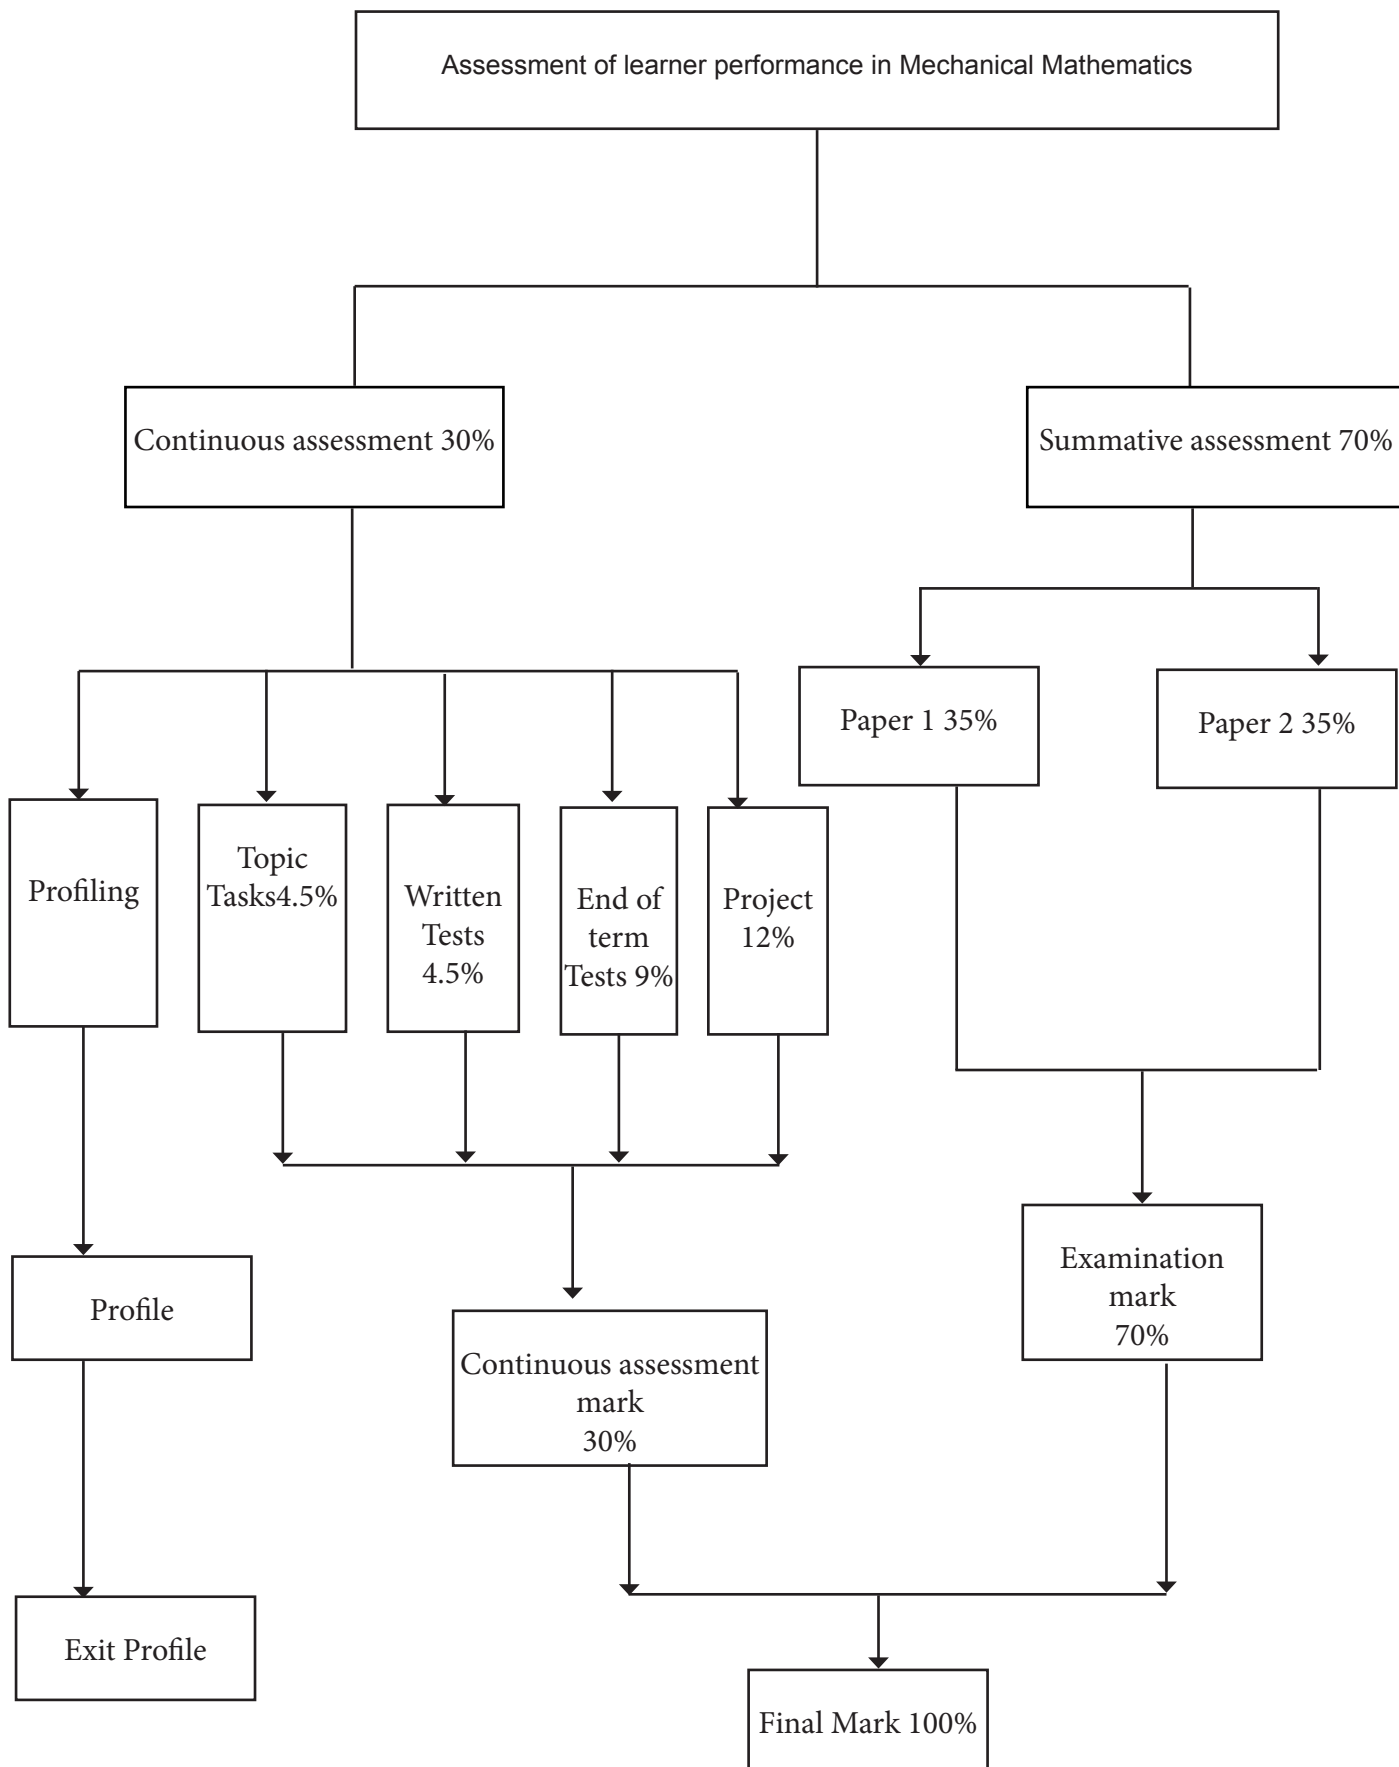 Assessment of learner performance in Mechanical Mathematics
Continuous assessment 30%
Summative assessment 70%
Paper 1 35%
Paper 2 35%
Profiling
Topic
Tasks4.5%
Written
Tests
4.5%
End of
term
Tests 9%
Project
12%
Profile
Continuous assessment
mark
30%
Examination
mark
70%
Exit Profile
Final Mark 100%